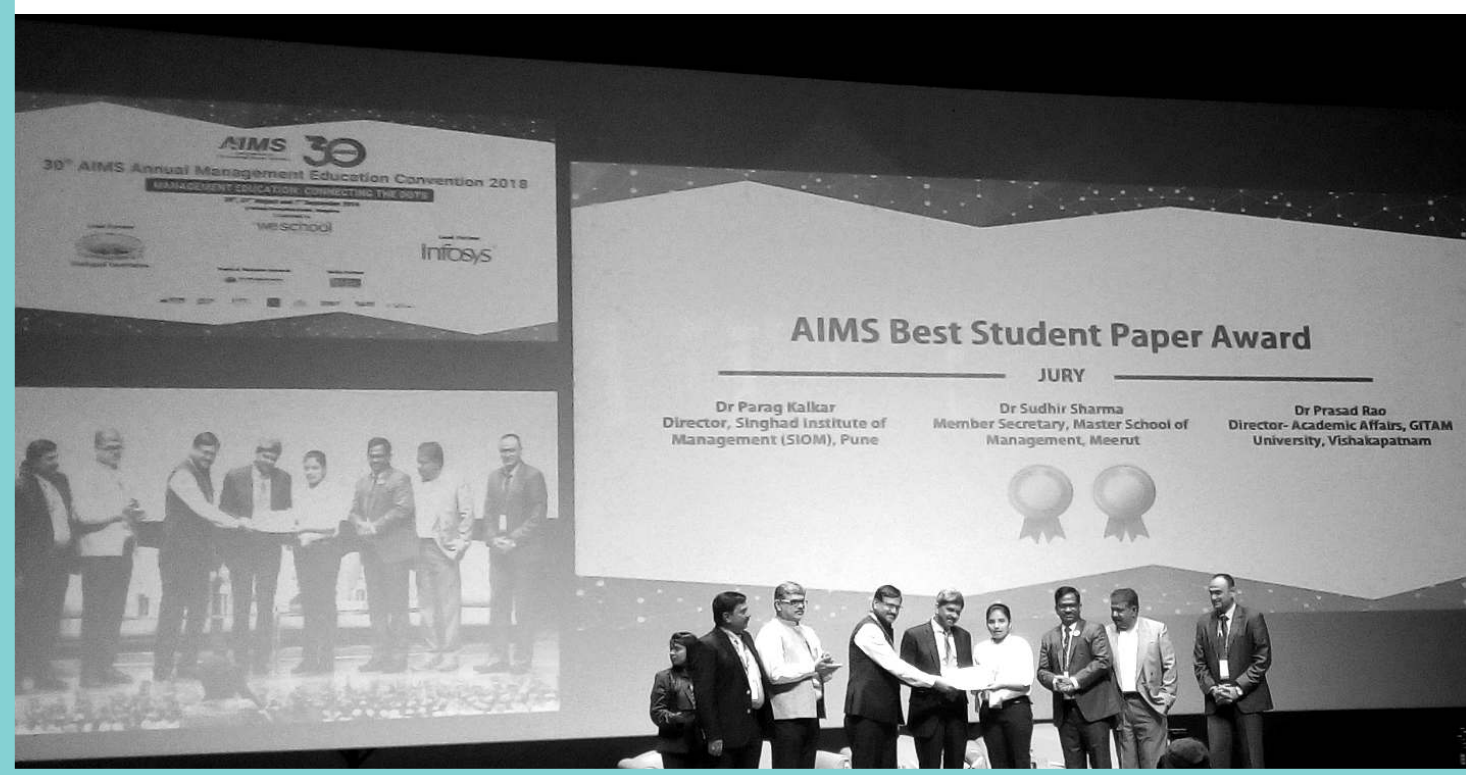 AIMS 30
30th AIMS Annual Management Education Convention 2018
MANAGEMENT EDUCATION: CONNECTING THE DOTS
weschool
Infosys
AIMS Best Student Paper Award
JURY
Dr Parag Kalkar
Director, Singhad Institute of
Management (SIOM), Pune
Dr Sudhir Sharma
Member Secretary, Master School of
Management, Meerut
Dr Prasad Rao
Director- Academic Affairs, GITAM
University, Vishakapatnam